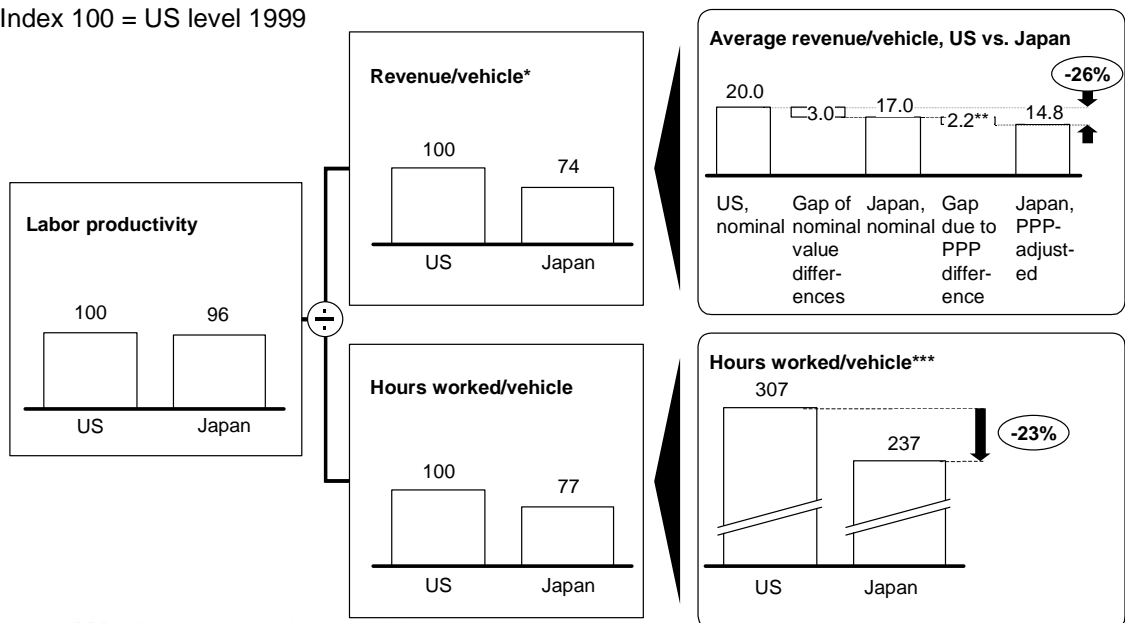 Index 100 = US level 1999
Labor productivity
100
96
US
Japan
÷
Revenue/vehicle*
100
74
US
Japan
Hours worked/vehicle
100
77
US
Japan
Average revenue/vehicle, US vs. Japan
-26%
20.0
3.0
17.0
2.2**
14.8
US,
nominal
Gap of
nominal
value
differ-
ences
Japan,
nominal
Gap
due to
PPP
differ-
ence
Japan,
PPP-
adjust-
ed
Hours worked/vehicle***
307
237
-23%
US
Japan